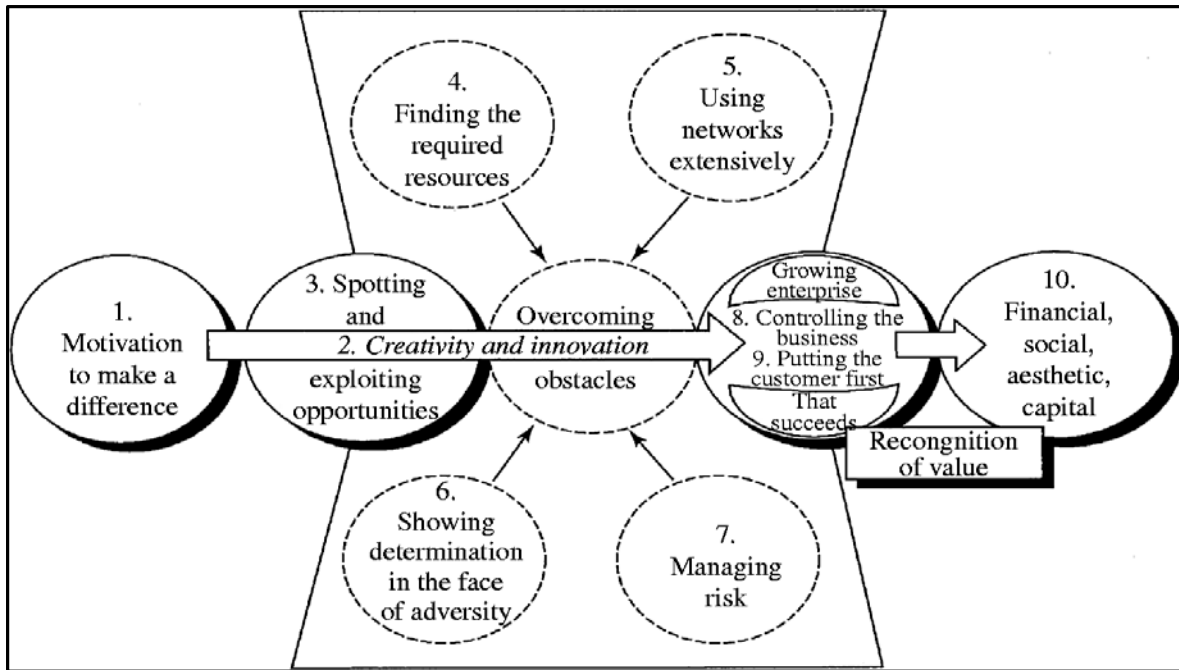 1.
Motivation
to make a
difference
2. Creativity and innovation
3. Spotting
and
exploiting
opportunities
4.
Finding the
required
resources
5.
Using
networks
extensively
Overcoming
obstacles
6.
Showing
determination
in the face
of adversity
7.
Managing
risk
Growing
enterprise
8. Controlling the
business
9. Putting the
customer first
That
succeeds
10.
Financial,
social,
aesthetic,
capital
Recongnition
of value